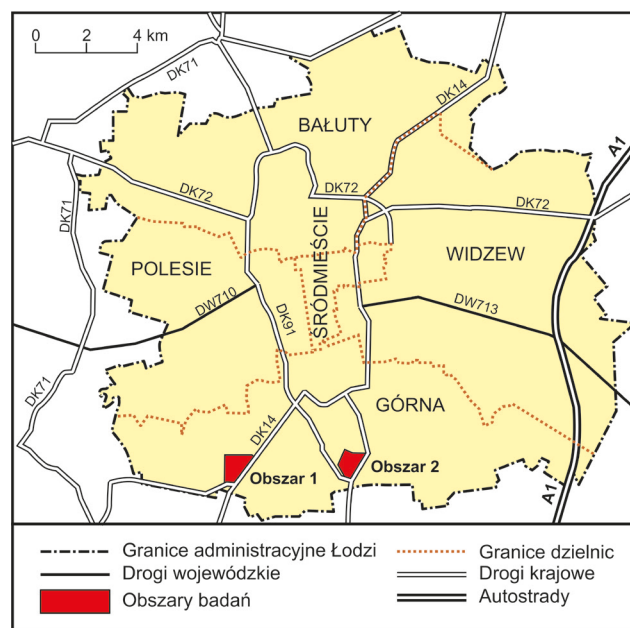 0 2 4 km
DK71
DK14
BAŁUTY
A1
DK72
DK72
DK72
DK71
POLESIE
ŚRÓDMIEŚCIE
WIDZEW
DW710
DK91
DW713
DK71
GÓRNA
DK14
Obszar 1
Obszar 2
A1
Granice administracyjne Łodzi
Granice dzielnic
Drogi wojewódzkie
Drogi krajowe
Obszary badań
Autostrady